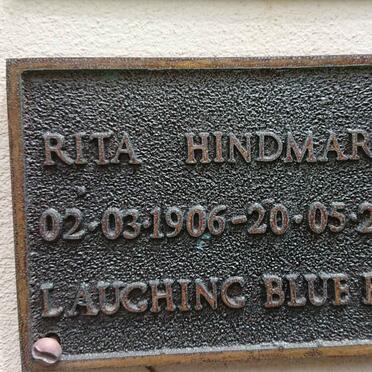 RITA HINDMAR
02·03·1906-20·05·2
LAUGHING BLUE